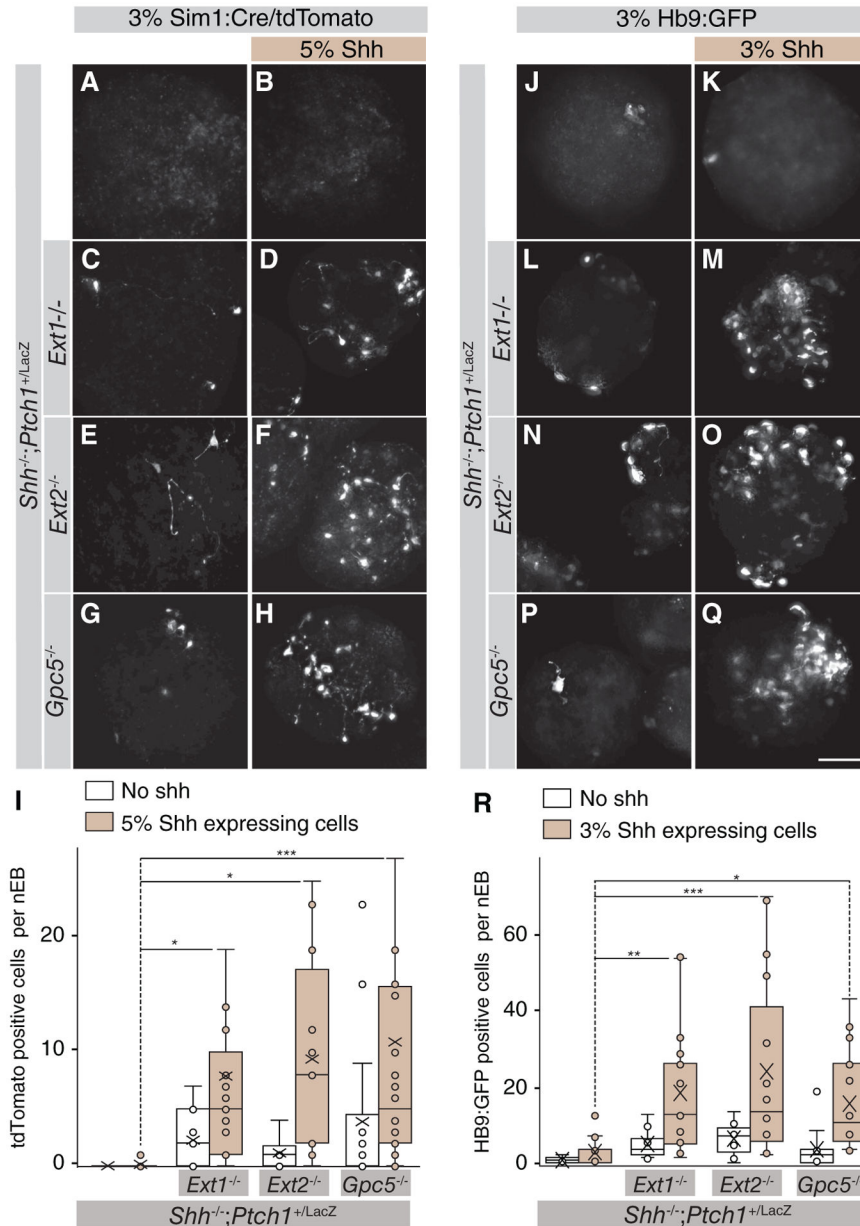 3% Sim1:Cre/tdTomato
5% Shh
3% Hb9:GFP
3% Shh
A
B
J
K
C
D
L
M
E
F
N
O
G
H
P
Q
Shh-/-;Ptch1+/LacZ
Ext1-/-
Ext2-/-
Gpc5-/-
Shh-/-;Ptch1+/LacZ
Ext1-/-
Ext2-/-
Gpc5-/-
I
No shh
5% Shh expressing cells
tdTomato positive cells per nEB
20
10
0
***
*
*
Ext1-/-
Ext2-/-
Gpc5-/-
Shh-/-;Ptch1+/LacZ
R
No shh
3% Shh expressing cells
HB9:GFP positive cells per nEB
60
40
20
0
*
***
**
Ext1-/-
Ext2-/-
Gpc5-/-
Shh-/-;Ptch1+/LacZ